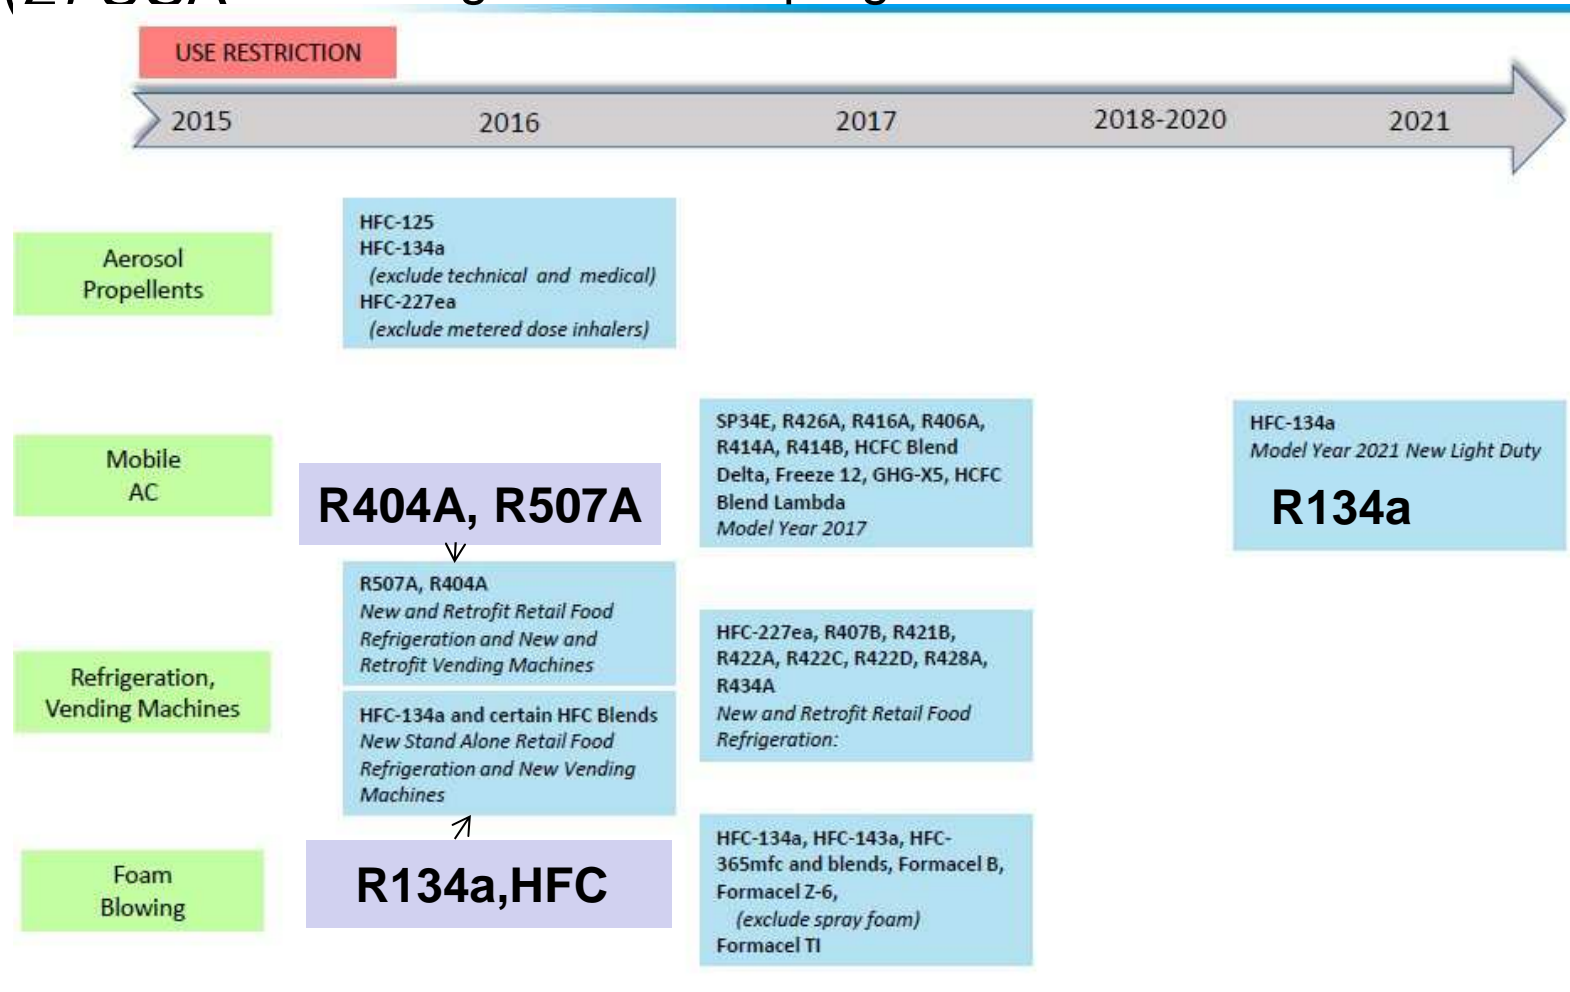 USE RESTRICTION
2015
2016
2017
2018-2020
2021
Aerosol
Propellents
HFC-125
HFC-134a
(exclude technical and medical)
HFC-227ea
(exclude metered dose inhalers)
Mobile
AC
R404A, R507A
SP34E, R426A, R416A, R406A,
R414A, R414B, HCFC Blend
Delta, Freeze 12, GHG-X5, HCFC
Blend Lambda
Model Year 2017
HFC-134a
Model Year 2021 New Light Duty
R134a
Refrigeration,
Vending Machines
R507A, R404A
New and Retrofit Retail Food
Refrigeration and New and
Retrofit Vending Machines
HFC-134a and certain HFC Blends
New Stand Alone Retail Food
Refrigeration and New Vending
Machines
HFC-227ea, R407B, R421B,
R422A, R422C, R422D, R428A,
R434A
New and Retrofit Retail Food
Refrigeration:
Foam
Blowing
R134a,HFC
HFC-134a, HFC-143a, HFC-
365mfc and blends, Formacel B,
Formacel Z-6,
(exclude spray foam)
Formacel TI